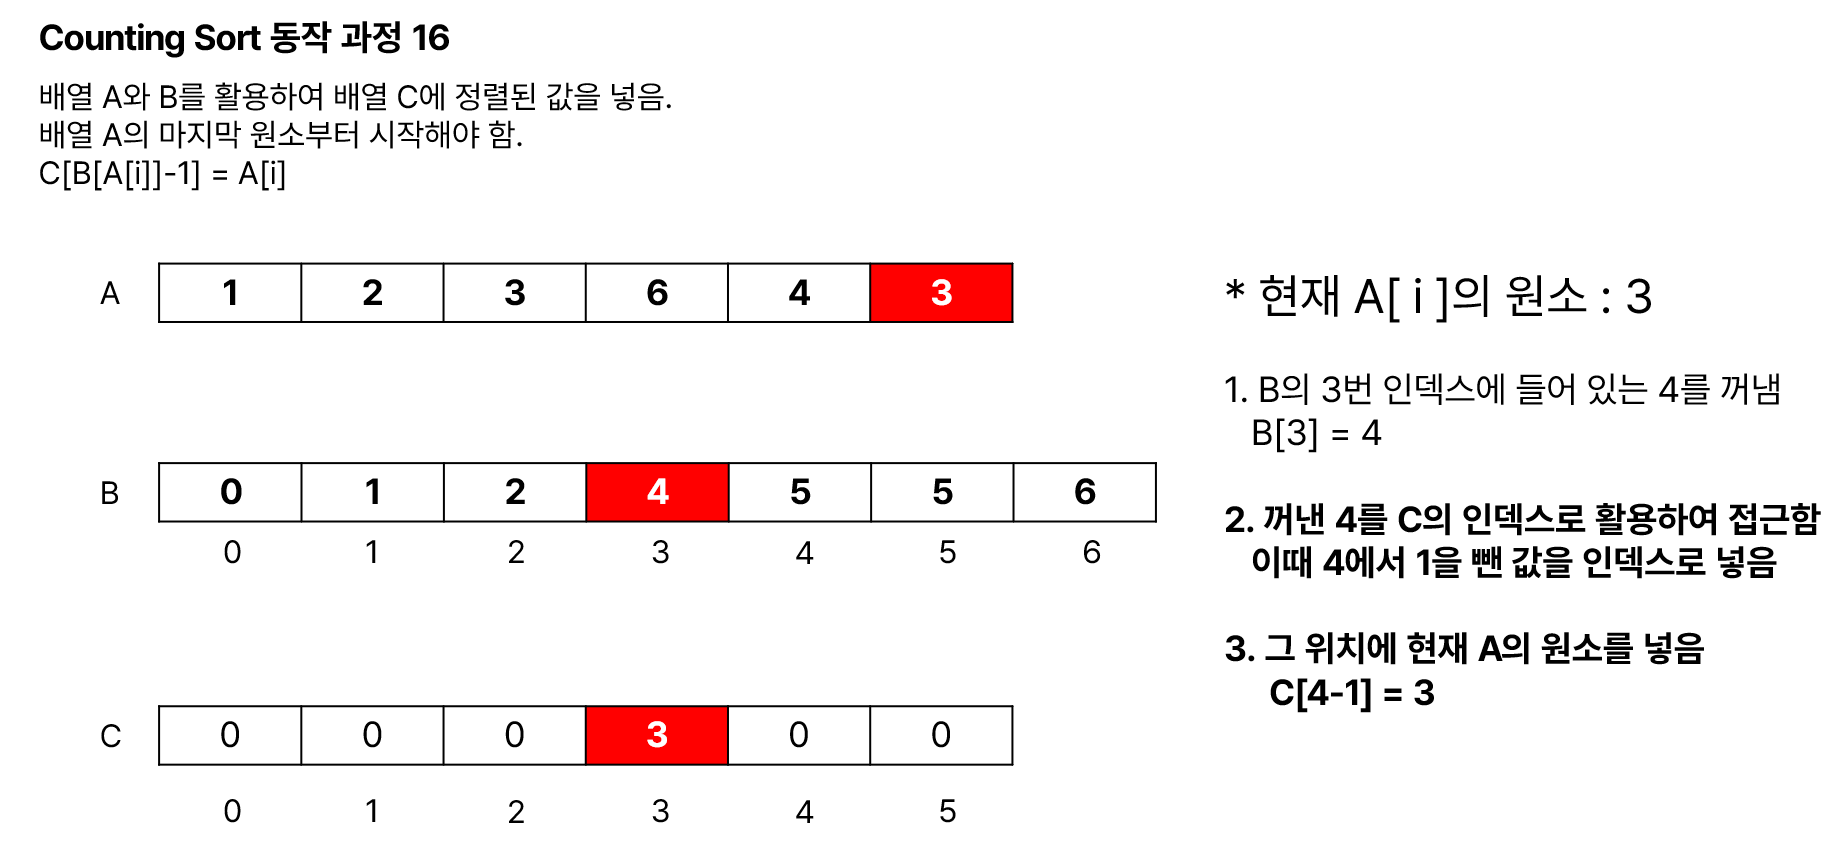 Counting Sort 동작 과정 16
배열 A와 B를 활용하여 배열 C에 정렬된 값을 넣음.
배열 A의 마지막 원소부터 시작해야 함.
C[B[A[i]]-1] = A[i]
A 1 2 3 6 4 3
B 0 1 2 4 5 5 6
0 1 2 3 4 5 6
C 0 0 0 3 0 0
0 1 2 3 4 5
* 현재 A[ i ]의 원소 : 3
1. B의 3번 인덱스에 들어 있는 4를 꺼냄
B[3] = 4
2. 꺼낸 4를 C의 인덱스로 활용하여 접근함
이때 4에서 1을 뺀 값을 인덱스로 넣음
3. 그 위치에 현재 A의 원소를 넣음
C[4-1] = 3